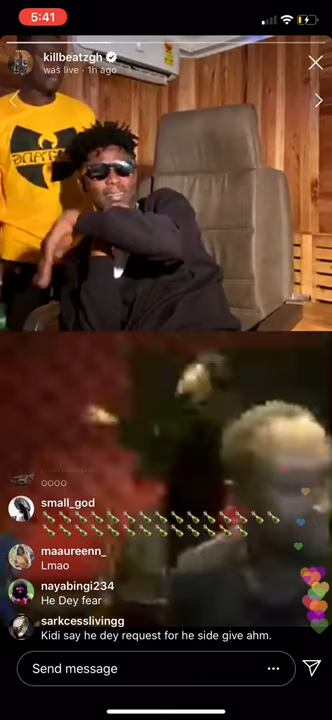 5:41
killbeatzgh
was live · 1h ago
oooo
small_god
maaureenn_
Lmao
nayabingi234
He Dey fear
sarkcesslivingg
Kidi say he dey request for he side give ahm.
Send message